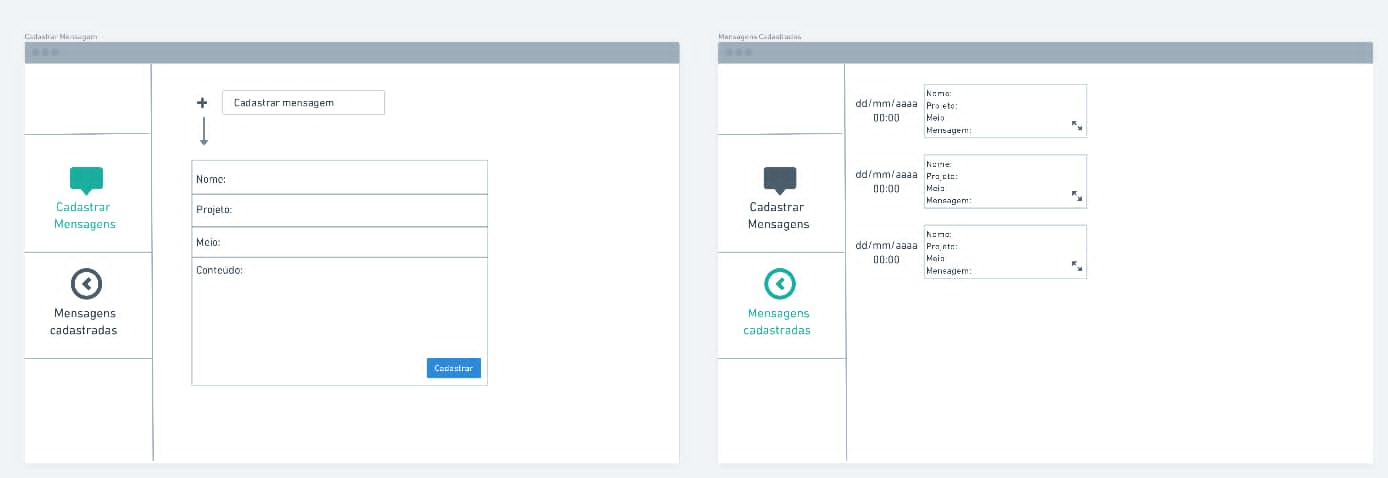 Cadastrar Mensagem
Cadastrar mensagem
Cadastrar
Mensagens
Mensagens
cadastradas
Nome:
Projeto:
Meio:
Conteúdo:
Cadastrar
Mensagens Cadastradas
Cadastrar
Mensagens
Mensagens
cadastradas
dd/mm/aaaa
00:00
Nome:
Projeto:
Meio
Mensagem:
dd/mm/aaaa
00:00
Nome:
Projeto:
Meio
Mensagem:
dd/mm/aaaa
00:00
Nome:
Projeto:
Meio
Mensagem: